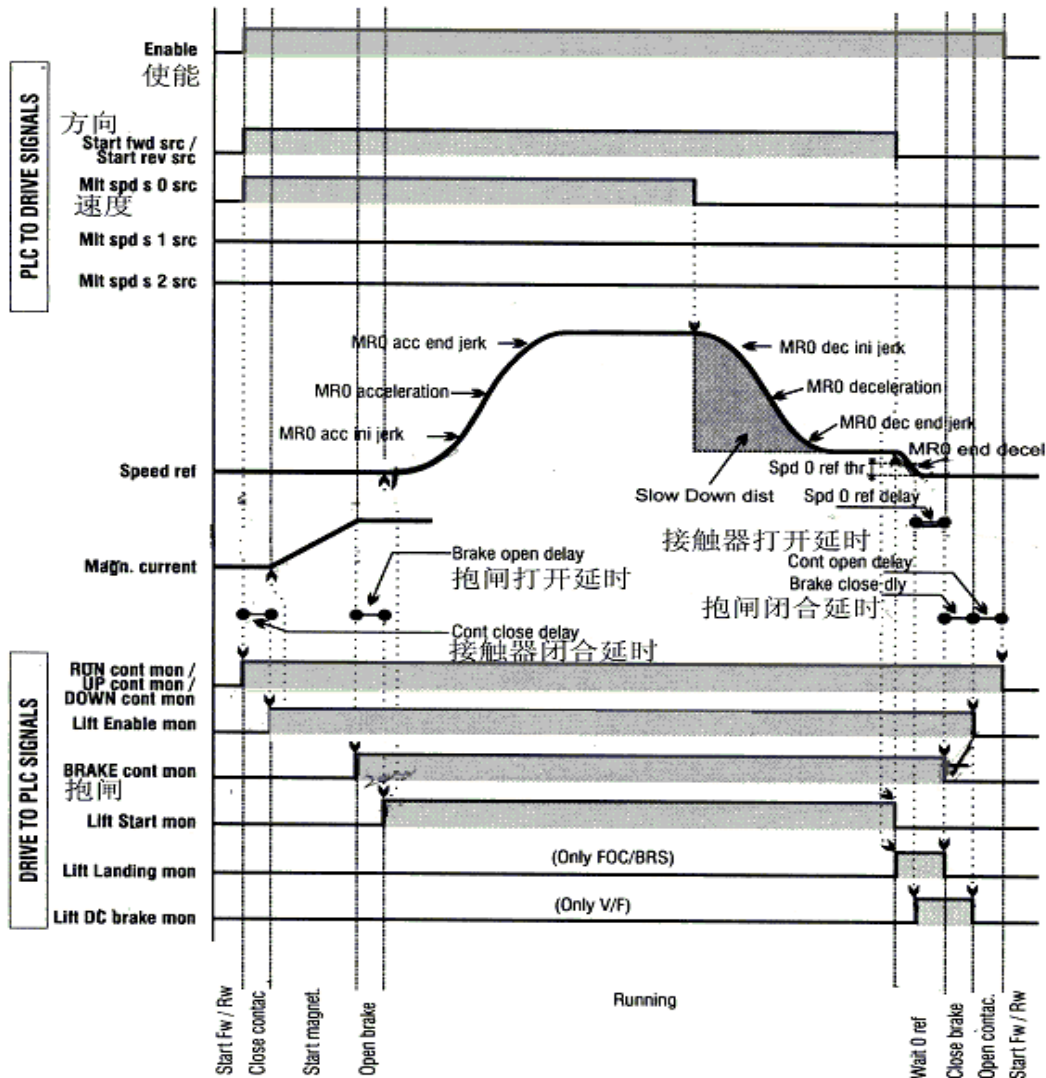 PLC TO DRIVE SIGNALS
Enable
使能
方向
Start fwd src /
Start rev src
Mlt spd s 0 src
速度
Mlt spd s 1 src
Mlt spd s 2 src
MR0 acc end jerk
MR0 dec ini jerk
MR0 acceleration
MR0 deceleration
MR0 acc ini jerk
MR0 dec end jerk
MR0 end decel
Speed ref
Spd 0 ref thr
Slow Down dist
Spd 0 ref delay
接触器打开延时
Magn. current
Brake open delay
抱闸打开延时
Cont open delay
Brake close dly
抱闸闭合延时
Cont close delay
接触器闭合延时
DRIVE TO PLC SIGNALS
RUN cont mon /
UP cont mon /
DOWN cont mon
Lift Enable mon
BRAKE cont mon
抱闸
Lift Start mon
(Only FOC/BRS)
Lift Landing mon
(Only V/F)
Lift DC brake mon
Start Fw / Rw
Close contac
Start magnet.
Open brake
Running
Wait 0 ref
Close brake
Open contac.
Start Fw / Rw